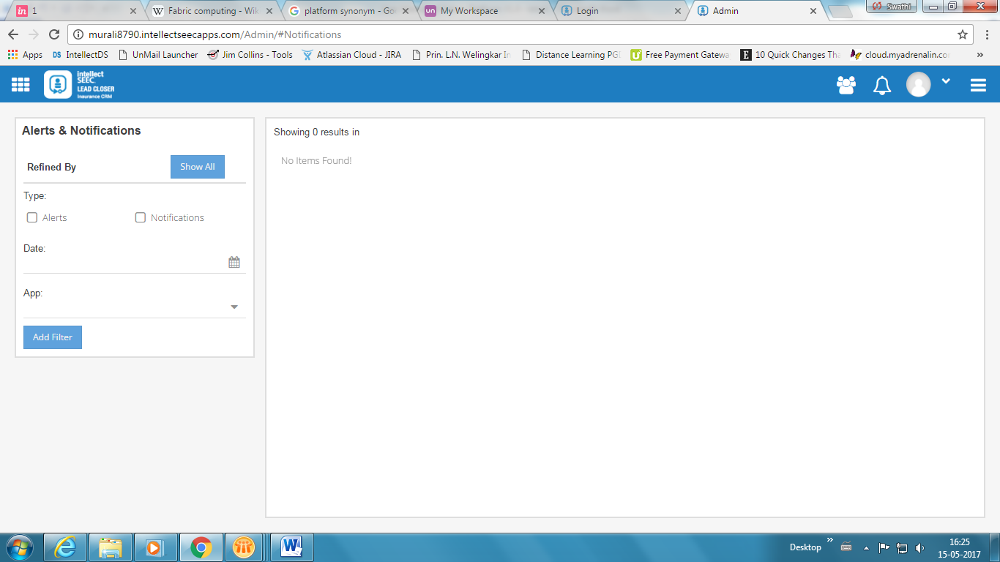 1
Fabric computing - Wik
platform synonym - Goo
My Workspace
Login
Admin
Swathi
murali8790.intellectseecapps.com/Admin/#Notifications
Apps
DS IntellectDS
UnMail Launcher
Jim Collins - Tools
Atlassian Cloud - JIRA
Prin. L.N. Welingkar In
Distance Learning PGD
Free Payment Gatewa
E 10 Quick Changes Tha
cloud.myadrenalin.co
»
intellect
SEEC
LEAD CLOSER
Insurance CRM
Alerts & Notifications
Refined By
Show All
Type:
Alerts
Notifications
Date:
App:
Add Filter
Showing 0 results in
No Items Found!
Desktop
»
16:25
15-05-2017